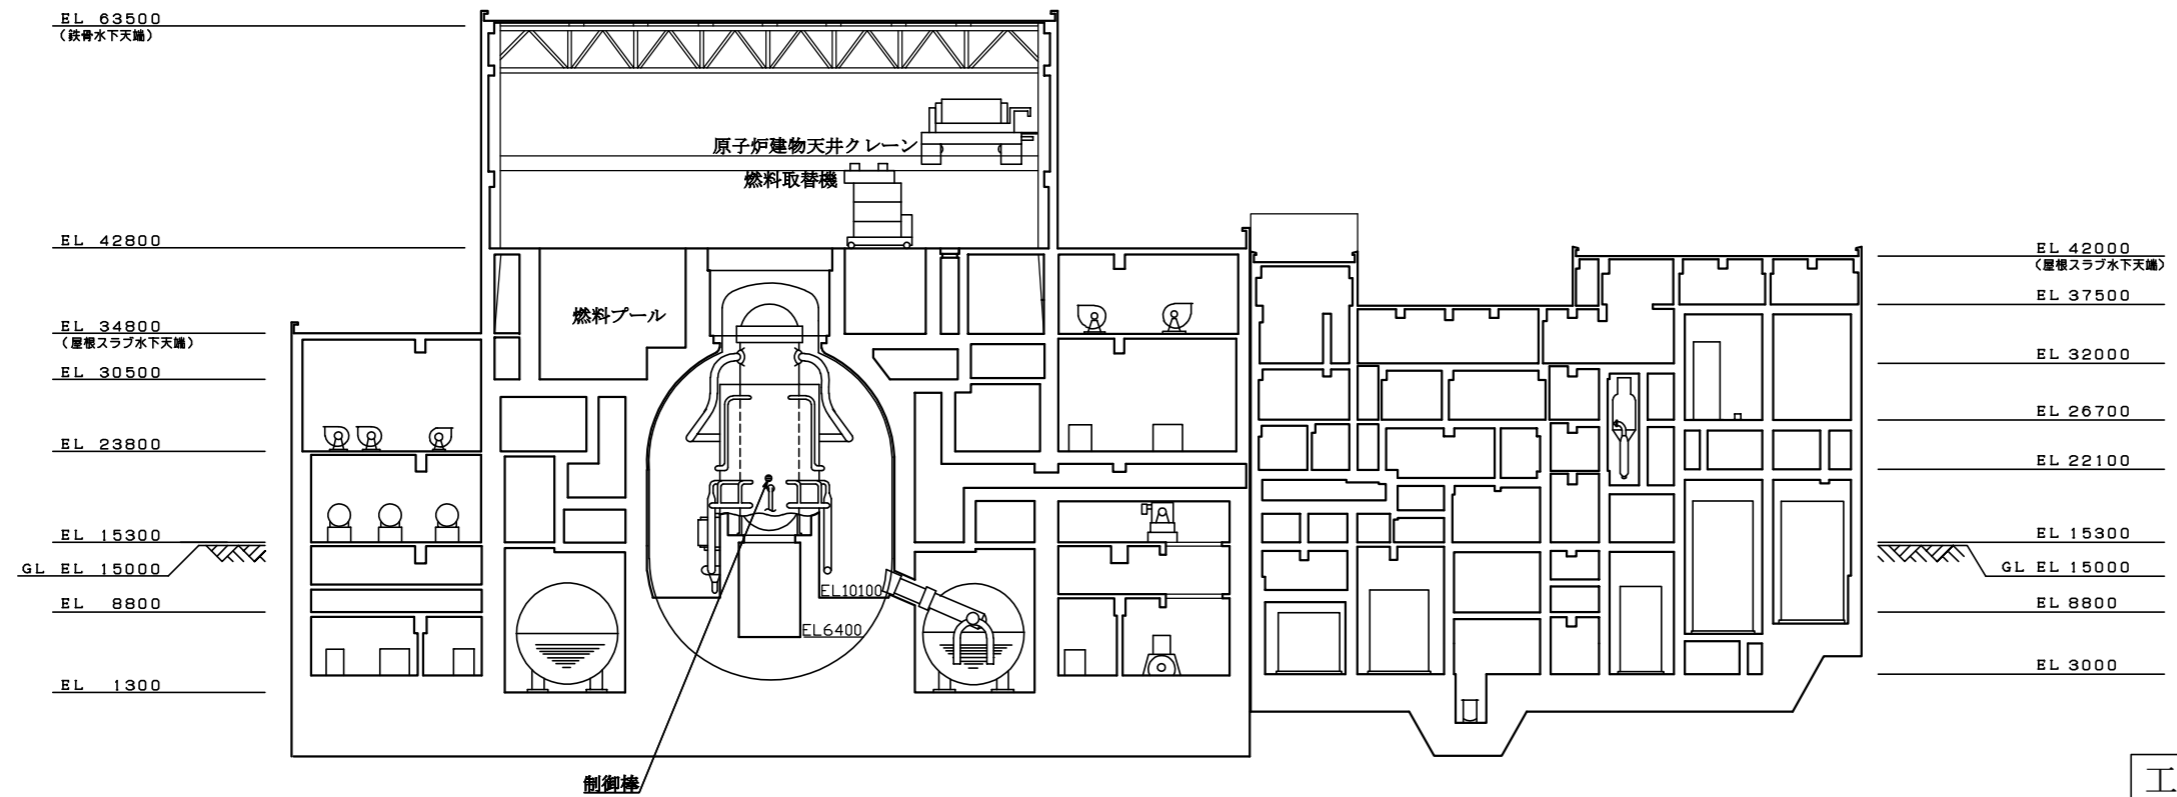 EL 63500
(鉄骨水下天端)
原子炉建物天井クレーン
燃料取替機
EL 42800
燃料プール
EL 34800
(屋根スラブ水下天端)
EL 30500
EL 23800
EL 15300
GL EL 15000
EL 8800
EL 1300
EL10100
EL6400
制御棒
EL 42000
(屋根スラブ水下天端)
EL 37500
EL 32000
EL 26700
EL 22100
EL 15300
GL EL 15000
EL 8800
EL 3000
工